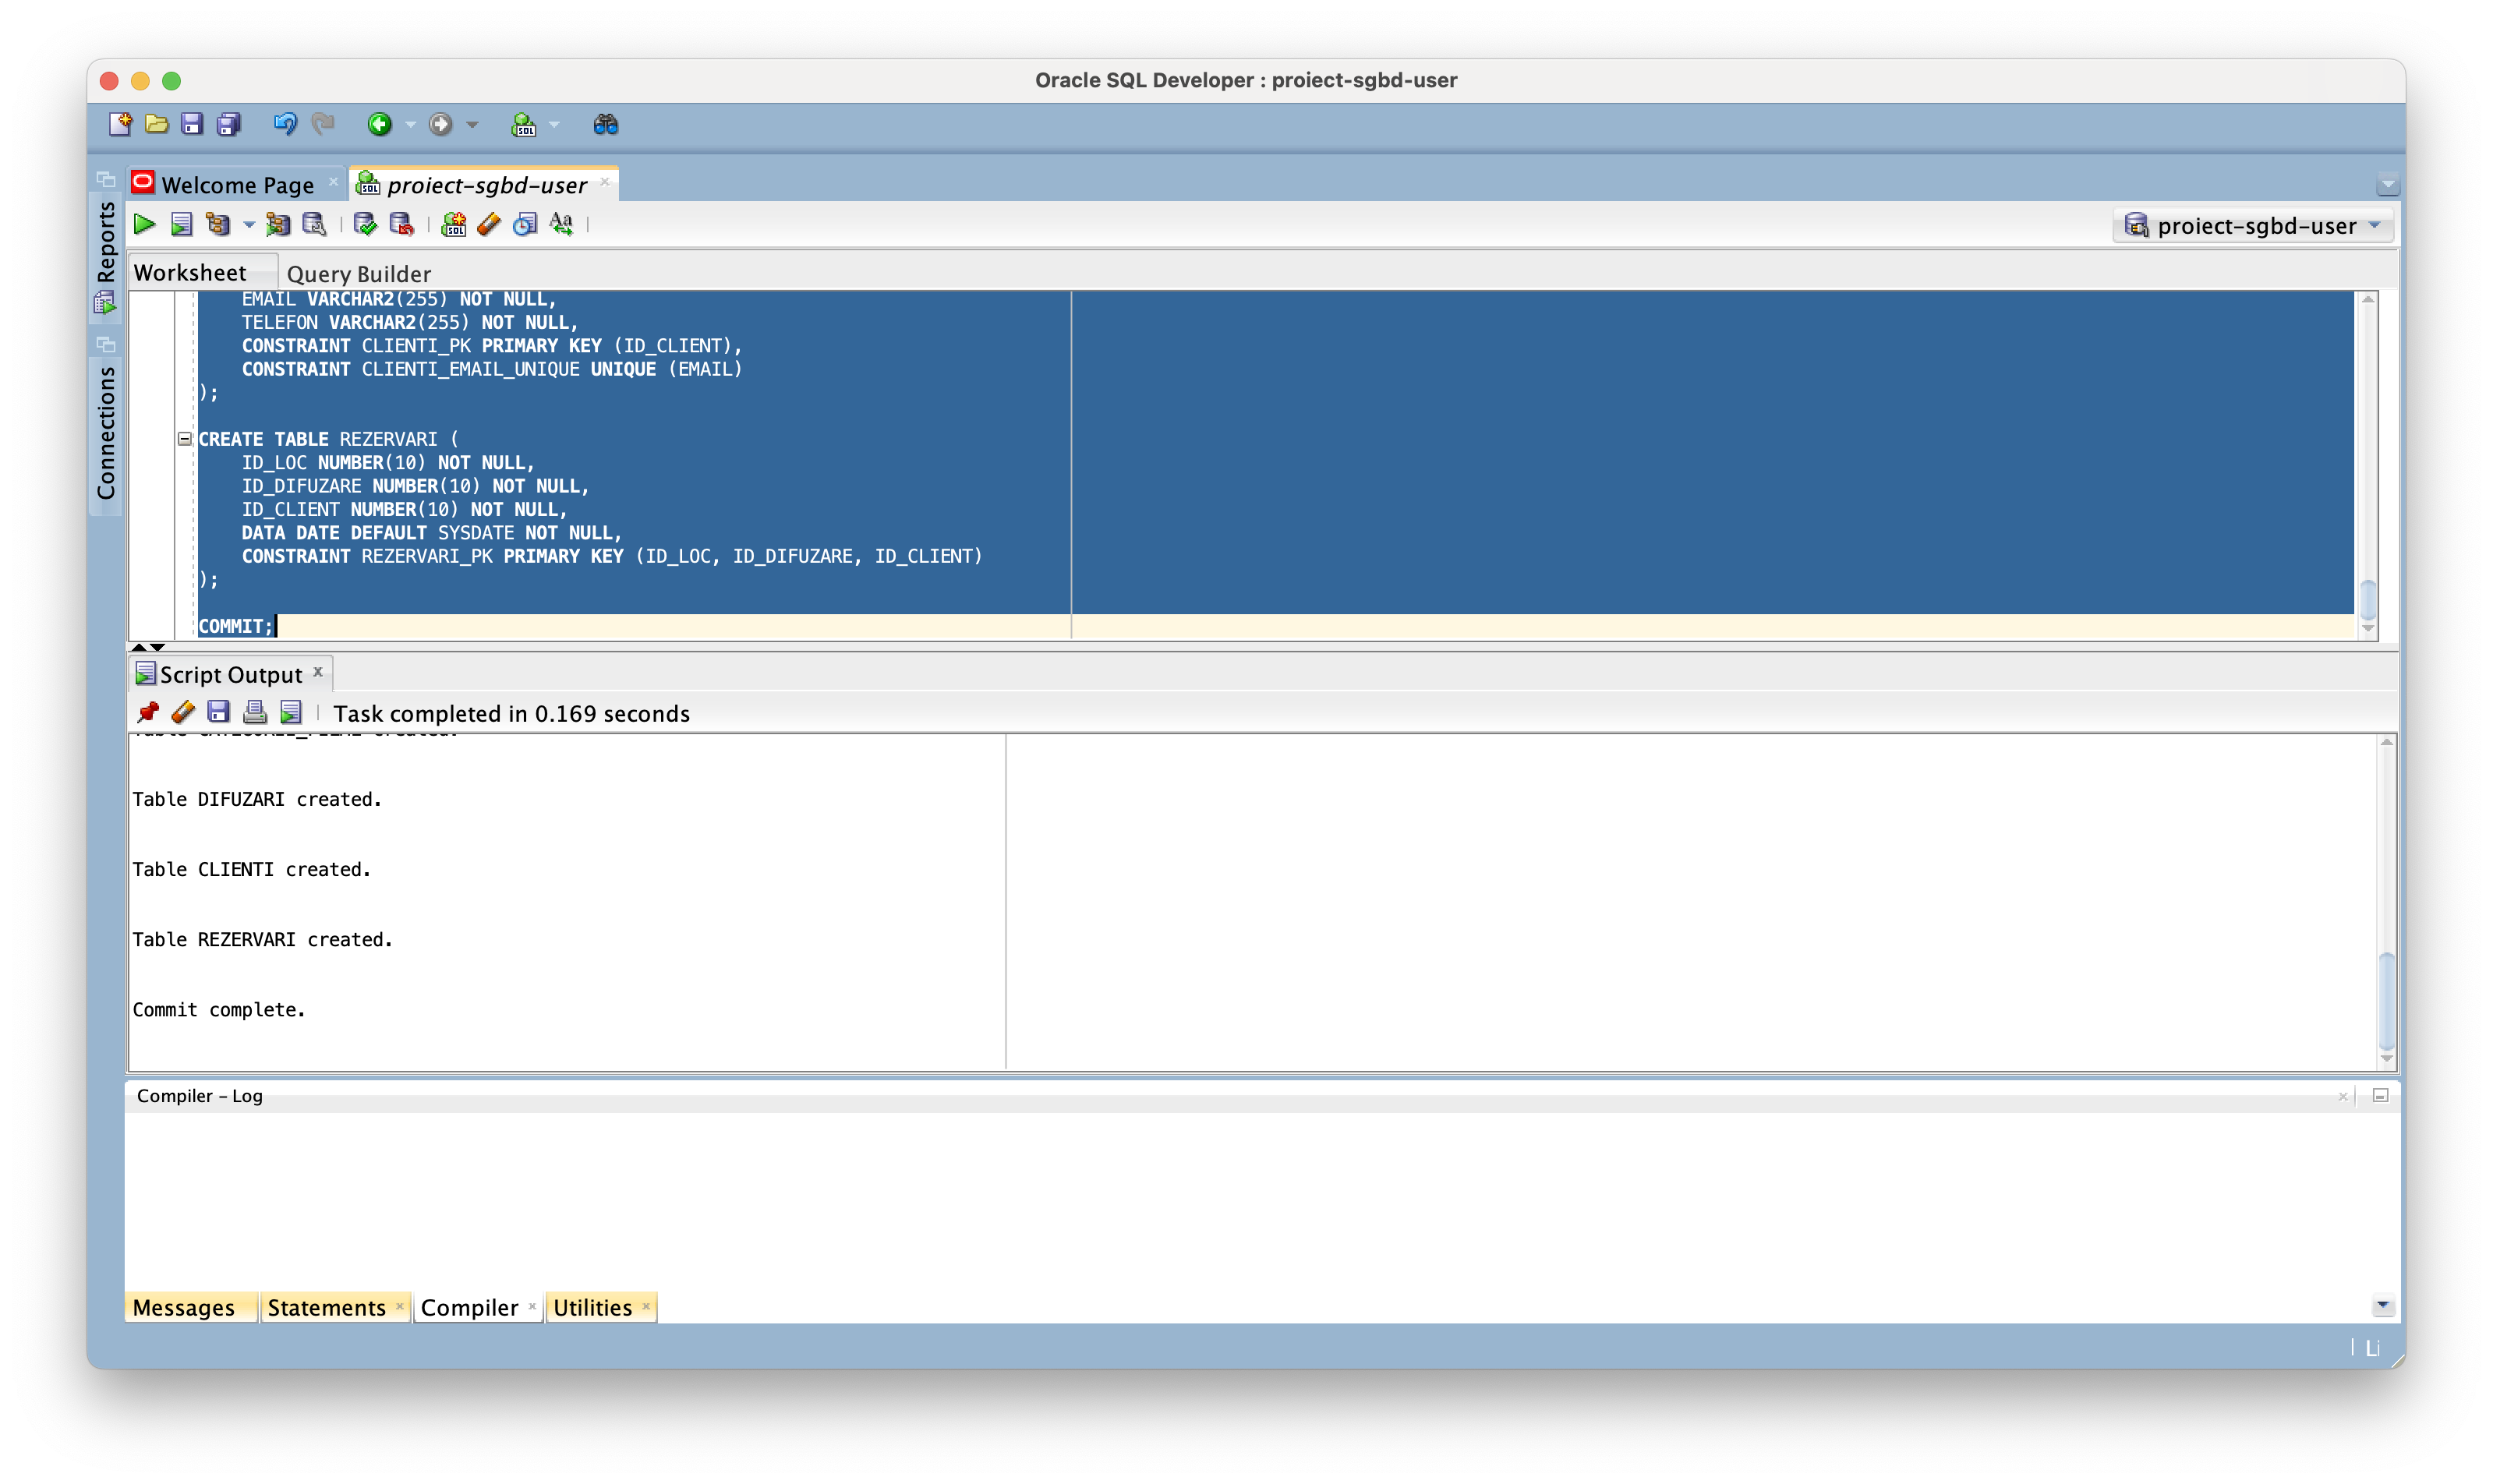 Oracle SQL Developer : proiect-sgbd-user
Welcome Page
proiect-sgbd-user
Reports
Connections
proiect-sgbd-user
Worksheet
Query Builder
EMAIL VARCHAR2(255) NOT NULL,
TELEFON VARCHAR2(255) NOT NULL,
CONSTRAINT CLIENTI_PK PRIMARY KEY (ID_CLIENT),
CONSTRAINT CLIENTI_EMAIL_UNIQUE UNIQUE (EMAIL)
);
CREATE TABLE REZERVARI (
ID_LOC NUMBER(10) NOT NULL,
ID_DIFUZARE NUMBER(10) NOT NULL,
ID_CLIENT NUMBER(10) NOT NULL,
DATA DATE DEFAULT SYSDATE NOT NULL,
CONSTRAINT REZERVARI_PK PRIMARY KEY (ID_LOC, ID_DIFUZARE, ID_CLIENT)
);
COMMIT;
Script Output
Task completed in 0.169 seconds
Table DIFUZARI created.
Table CLIENTI created.
Table REZERVARI created.
Commit complete.
Compiler – Log
Messages
Statements
Compiler
Utilities
Li